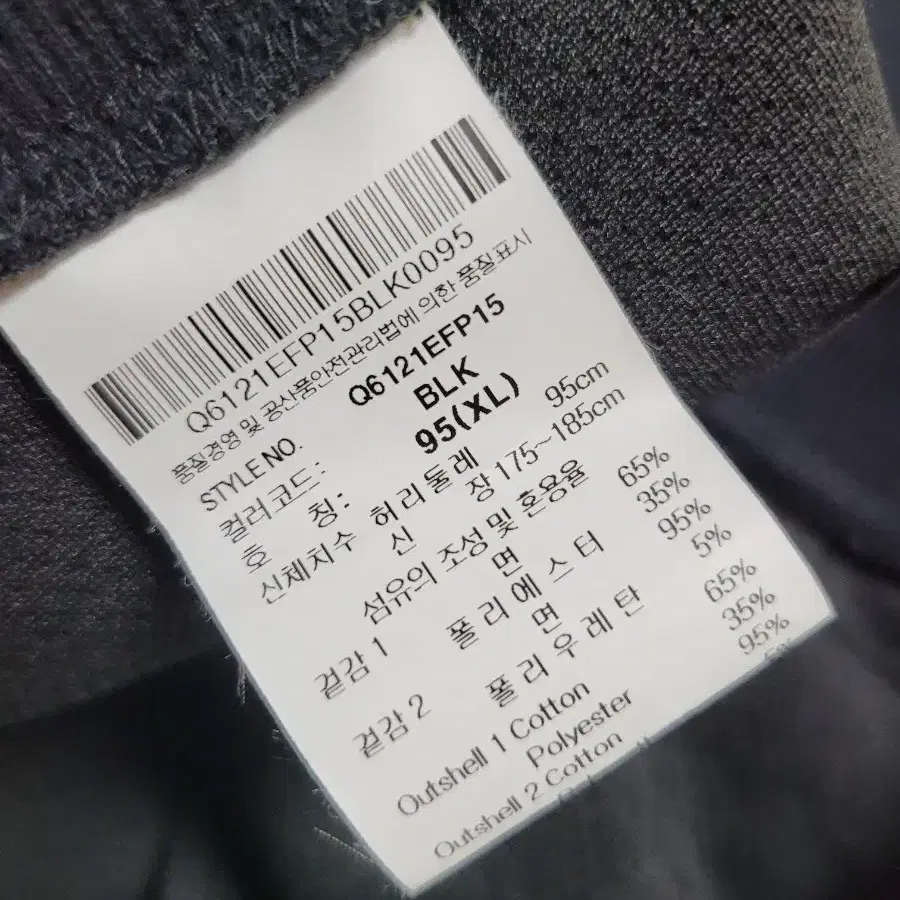 Q6121EFP15BLK0095
품질경영 및 공산품안전관리법에 의한 품질표시
STYLE NO. Q6121EFP15
컬러코드: BLK
호 칭: 95(XL)
신체치수 허리둘레 95cm
신 장 175~185cm
섬유의 조성 및 혼용율
겉감 1 면 65%
폴리에스터 35%
겉감 2 면 95%
폴리우레탄 5%
Outshell 1 Cotton 65%
Polyester 35%
Outshell 2 Cotton 95%